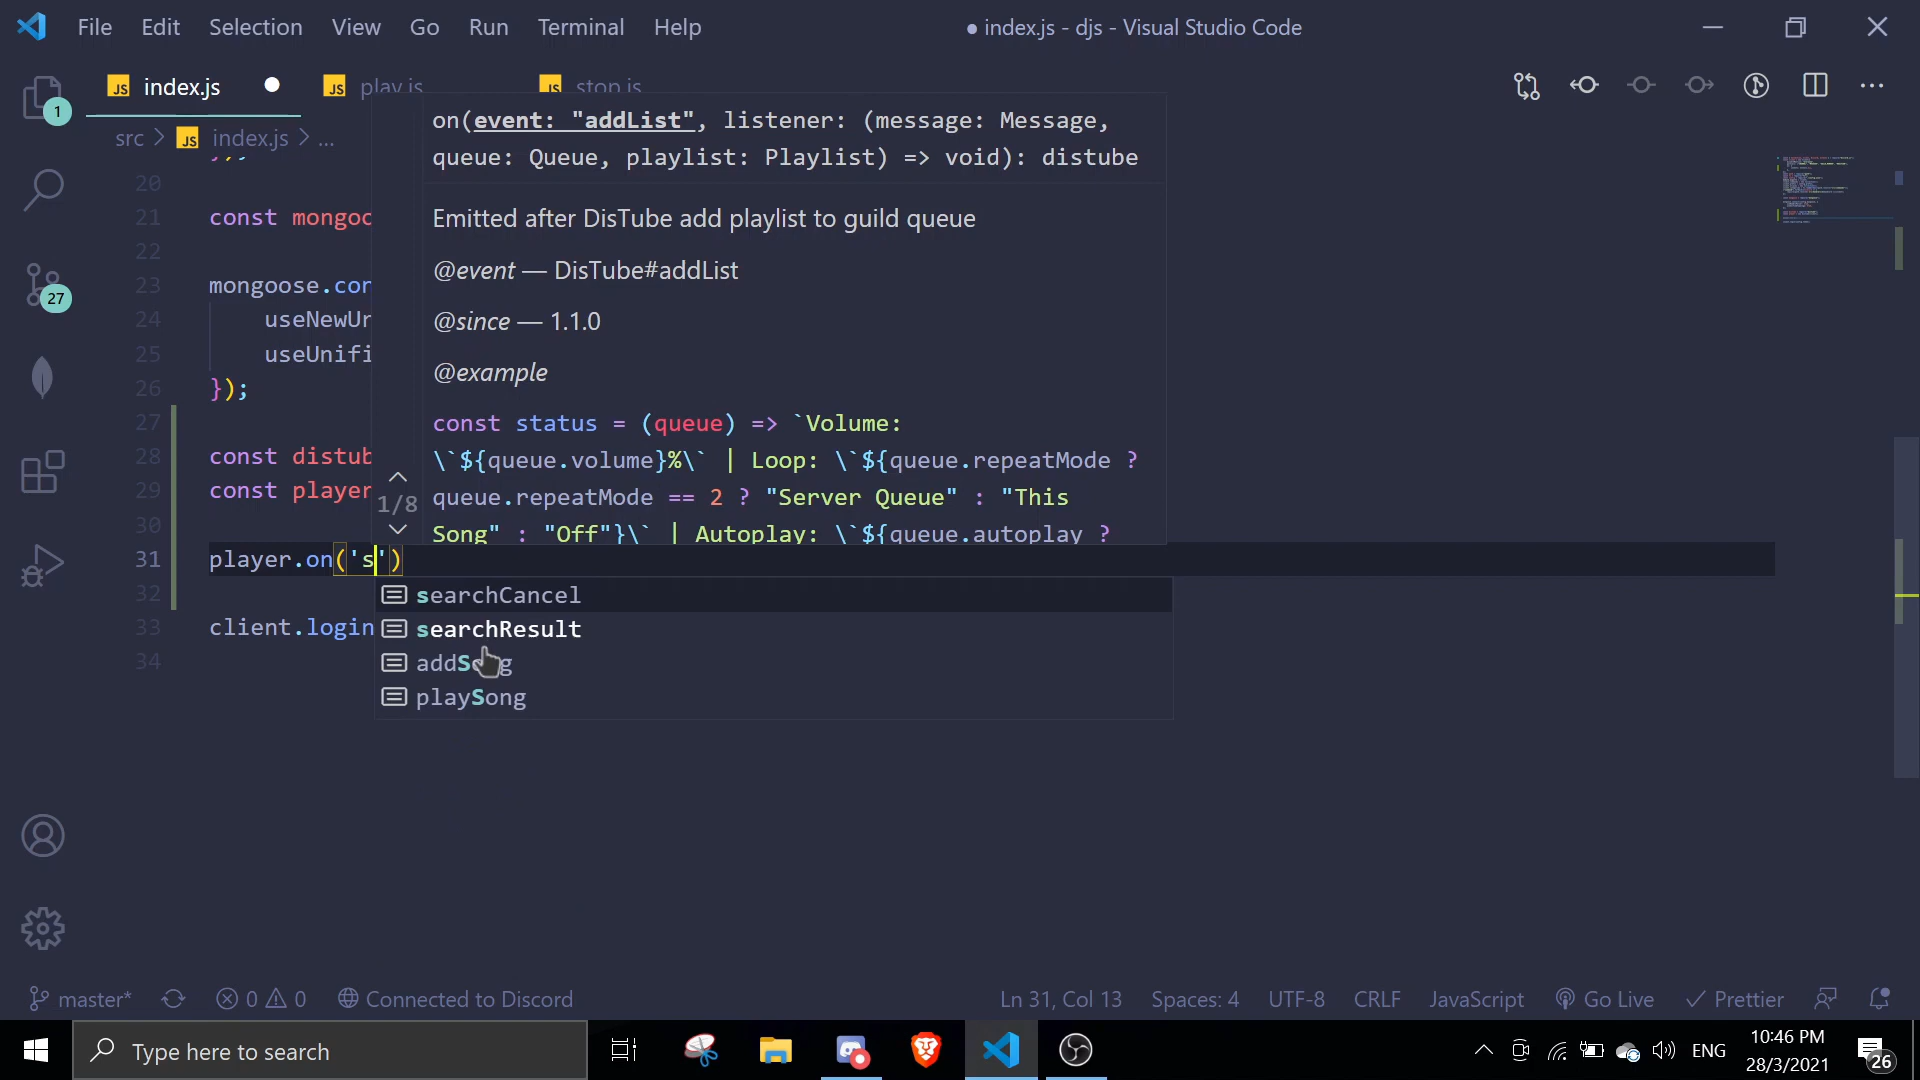 File Edit Selection View Go Run Terminal Help
● index.js - djs - Visual Studio Code
JS index.js ●
JS play.js
JS stop.js
src > JS index.js > ...
on(event: "addList", listener: (message: Message,
queue: Queue, playlist: Playlist) => void): distube
Emitted after DisTube add playlist to guild queue
@event — DisTube#addList
@since — 1.1.0
@example
const status = (queue) => `Volume:
\`${queue.volume}%\` | Loop: \`${queue.repeatMode ?
queue.repeatMode == 2 ? "Server Queue" : "This
Song" : "Off"}\` | Autoplay: \`${queue.autoplay ?
1/8
20
21 const mongoo
22
23 mongoose.con
24 useNewUr
25 useUnifi
26 });
27
28 const distub
29 const player
30
31 player.on('s')
32
33 client.login
34
searchCancel
searchResult
addSong
playSong
1
27
master* 0 0 Connected to Discord
Ln 31, Col 13 Spaces: 4 UTF-8 CRLF JavaScript Go Live Prettier
Type here to search
ENG
10:46 PM
28/3/2021
26